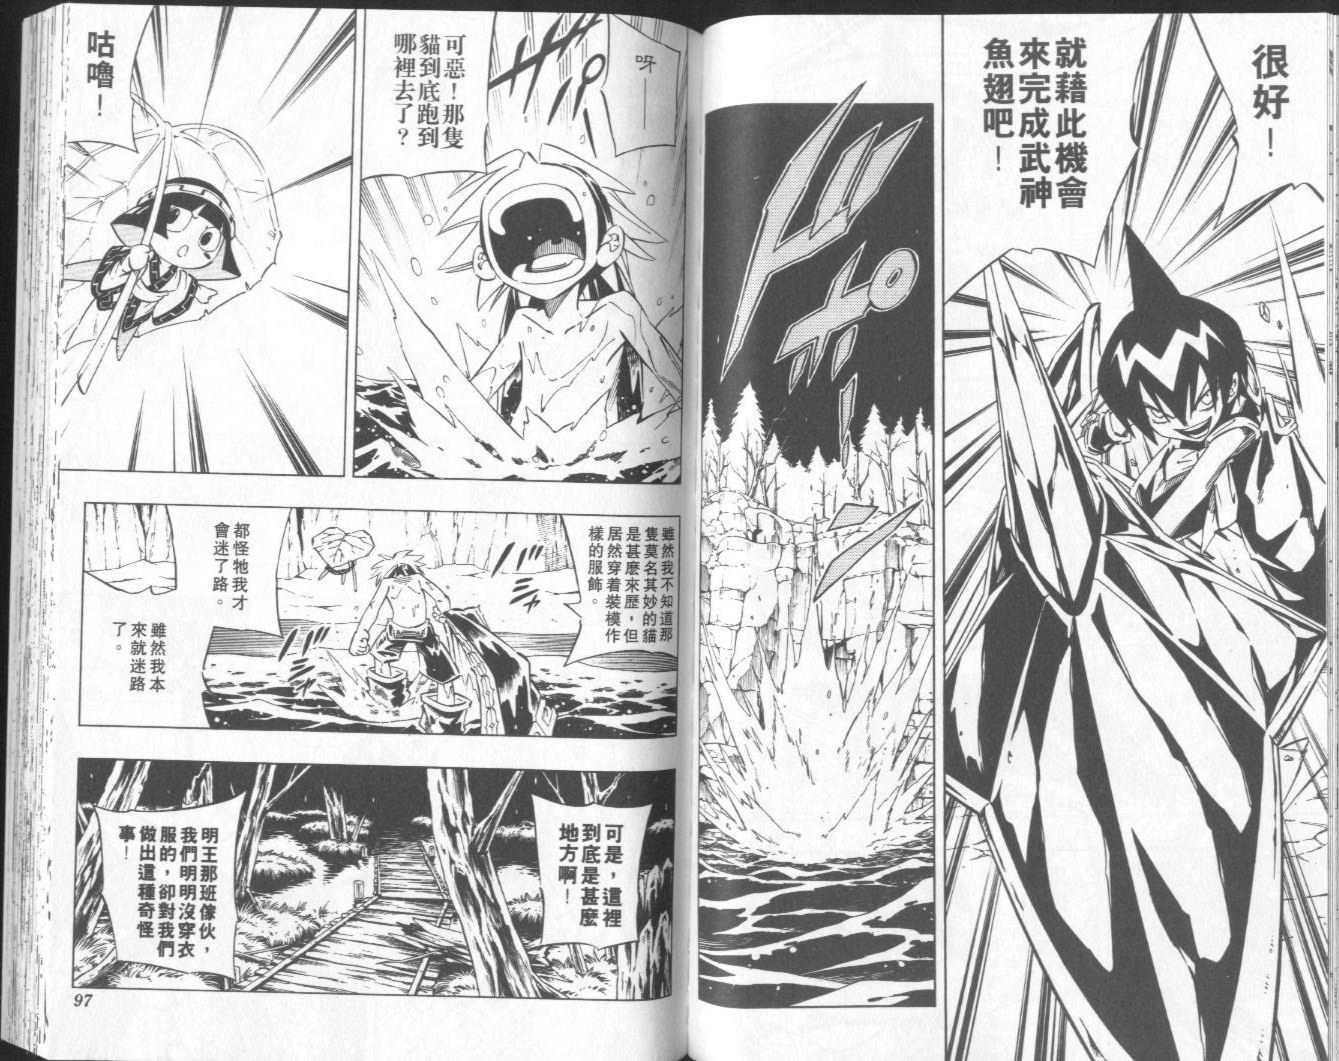 很好！
就藉此機會
來完成武神
魚翅吧！
ドポーン
呀——
ズポ
可惡！那隻
貓到底跑到
哪裡去了？
咕嚕！
雖然我不知道那
隻莫名其妙的貓
是甚麼來歷，但
居然穿着裝模作
樣的服飾。
都怪牠我才
會迷了路。
雖然我本
來就迷路
了。
可是，這裡
到底是甚麼
地方啊！
明王那班傢伙，
我們明明沒穿衣
服的，卻對我們
做出這種奇怪
事！
97